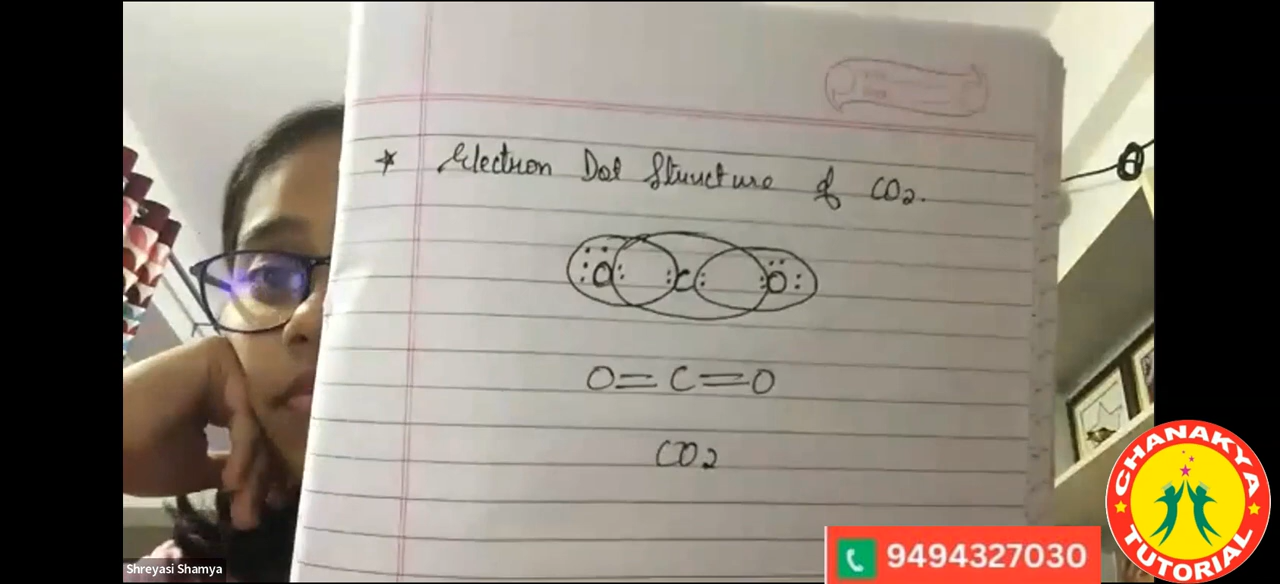 * Electron Dot Structure of CO₂.
:O::C::O:
O=C=O
CO₂
Shreyasi Shamya
9494327030
CHANAKYA
TUTORIAL